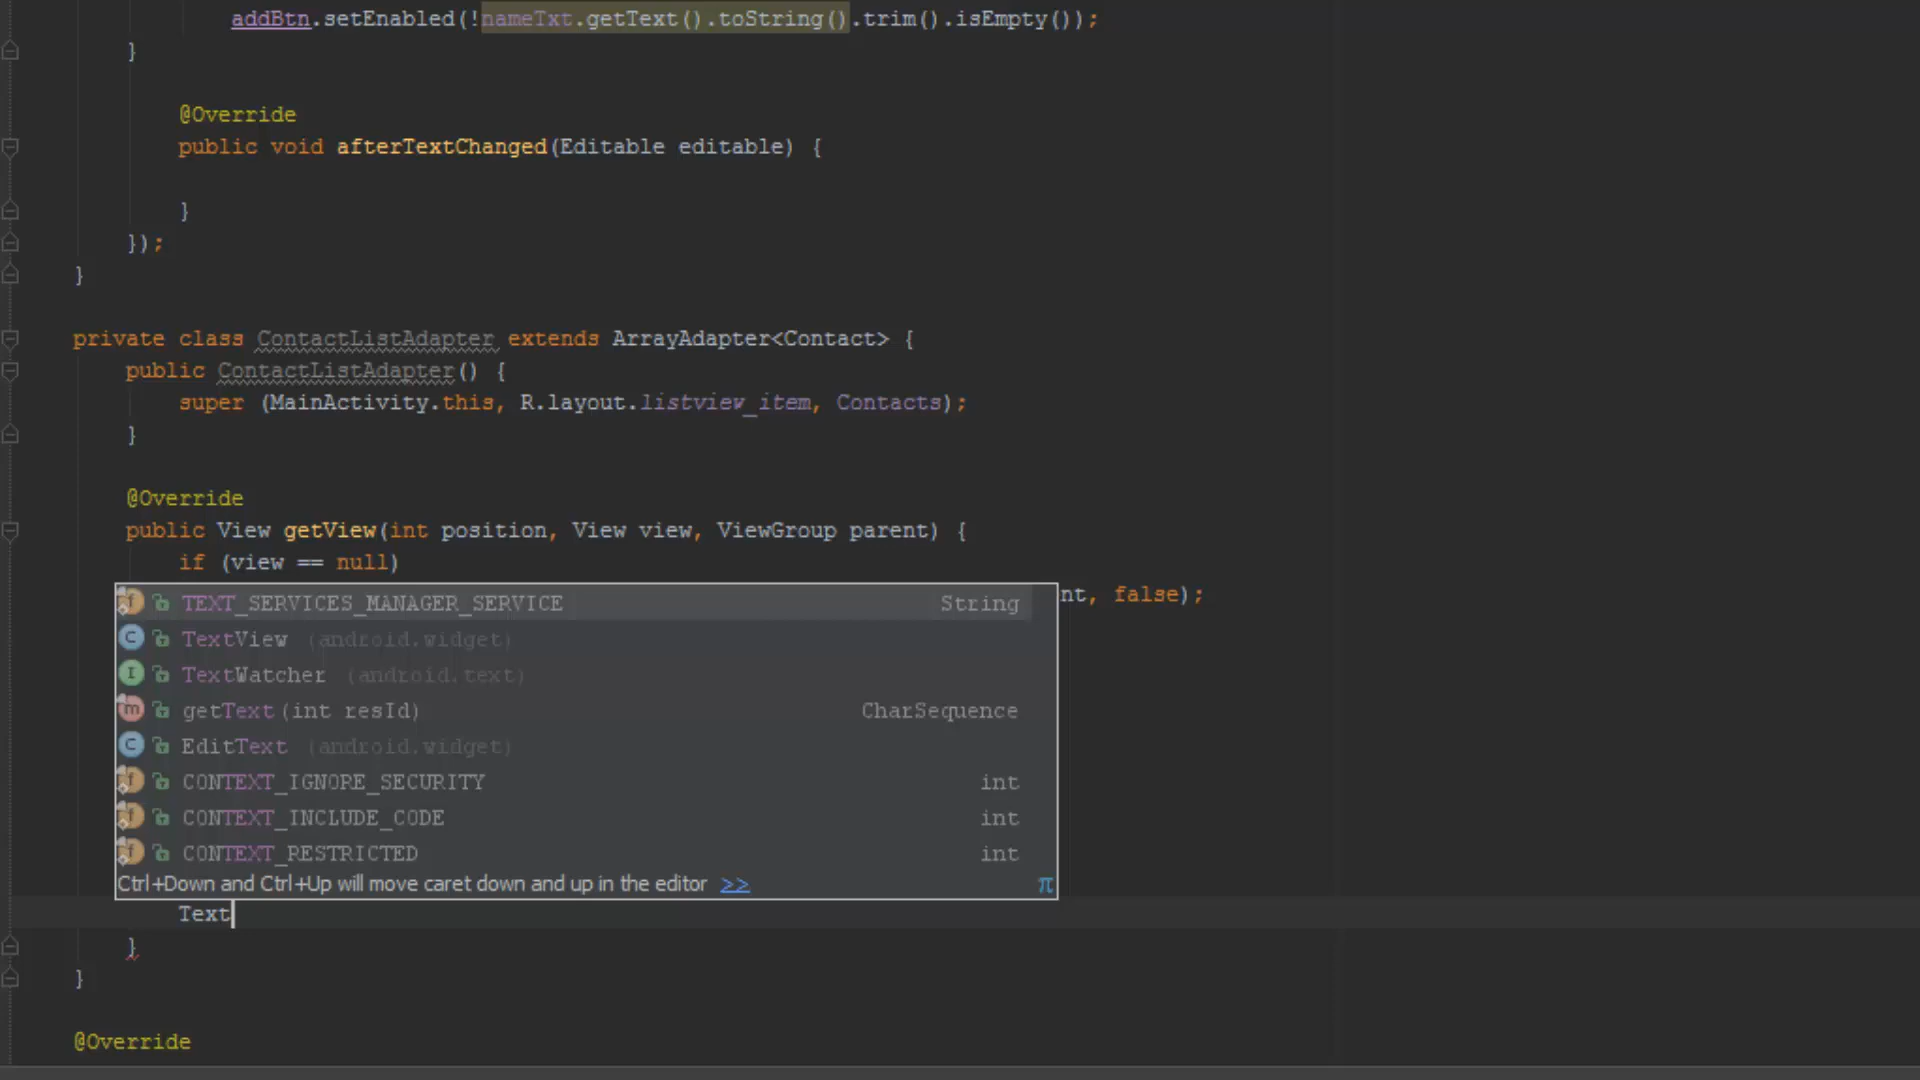 addBtn.setEnabled(!nameTxt.getText().toString().trim().isEmpty());
}
@Override
public void afterTextChanged(Editable editable) {
}
});
}
private class ContactListAdapter extends ArrayAdapter<Contact> {
public ContactListAdapter() {
super (MainActivity.this, R.layout.listview_item, Contacts);
}
@Override
public View getView(int position, View view, ViewGroup parent) {
if (view == null)
nt, false);
TEXT_SERVICES_MANAGER_SERVICE String
TextView (android.widget)
TextWatcher (android.text)
getText(int resId) CharSequence
EditText (android.widget)
CONTEXT_IGNORE_SECURITY int
CONTEXT_INCLUDE_CODE int
CONTEXT_RESTRICTED int
Ctrl+Down and Ctrl+Up will move caret down and up in the editor >> π
Text
}
}
@Override